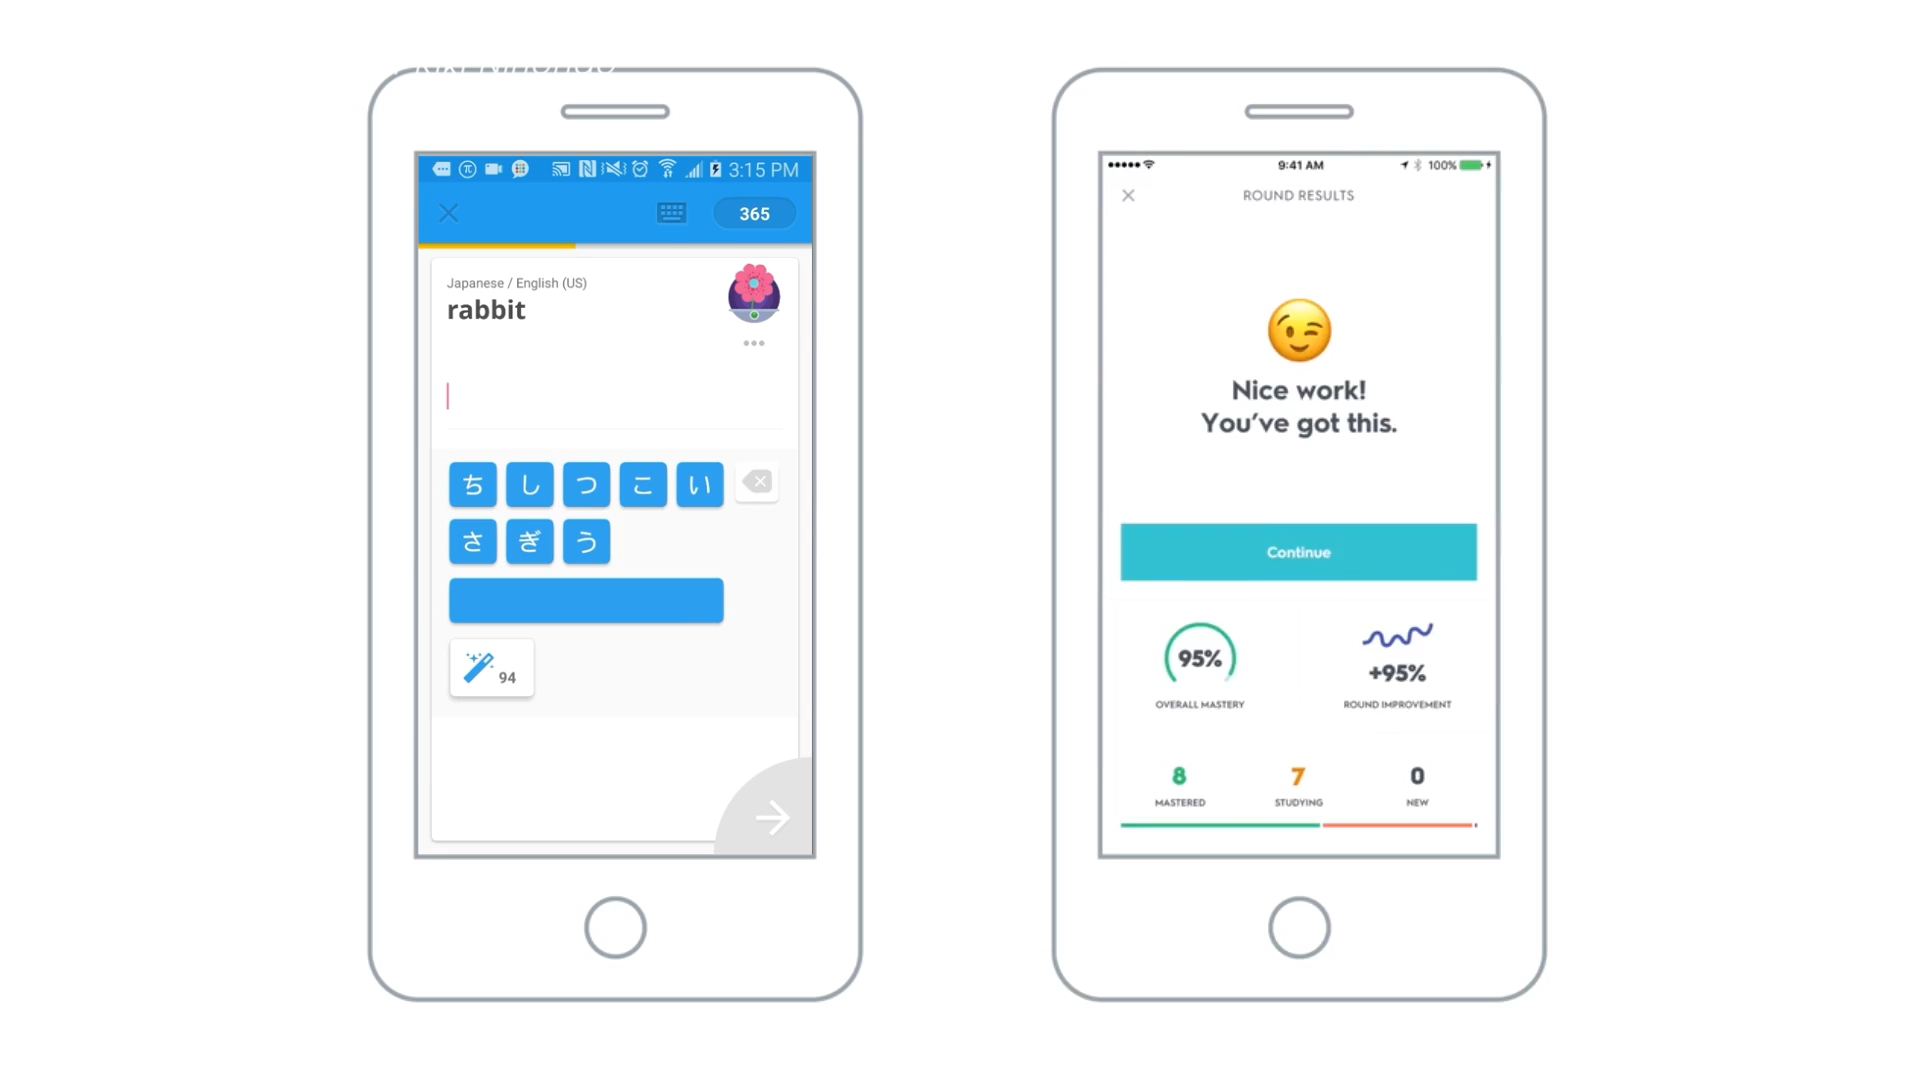 3:15 PM
365
Japanese / English (US)
rabbit
ち し つ こ い
さ ぎ う
94
9:41 AM
100%
ROUND RESULTS
Nice work!
You've got this.
Continue
95%
OVERALL MASTERY
+95%
ROUND IMPROVEMENT
8
MASTERED
7
STUDYING
0
NEW